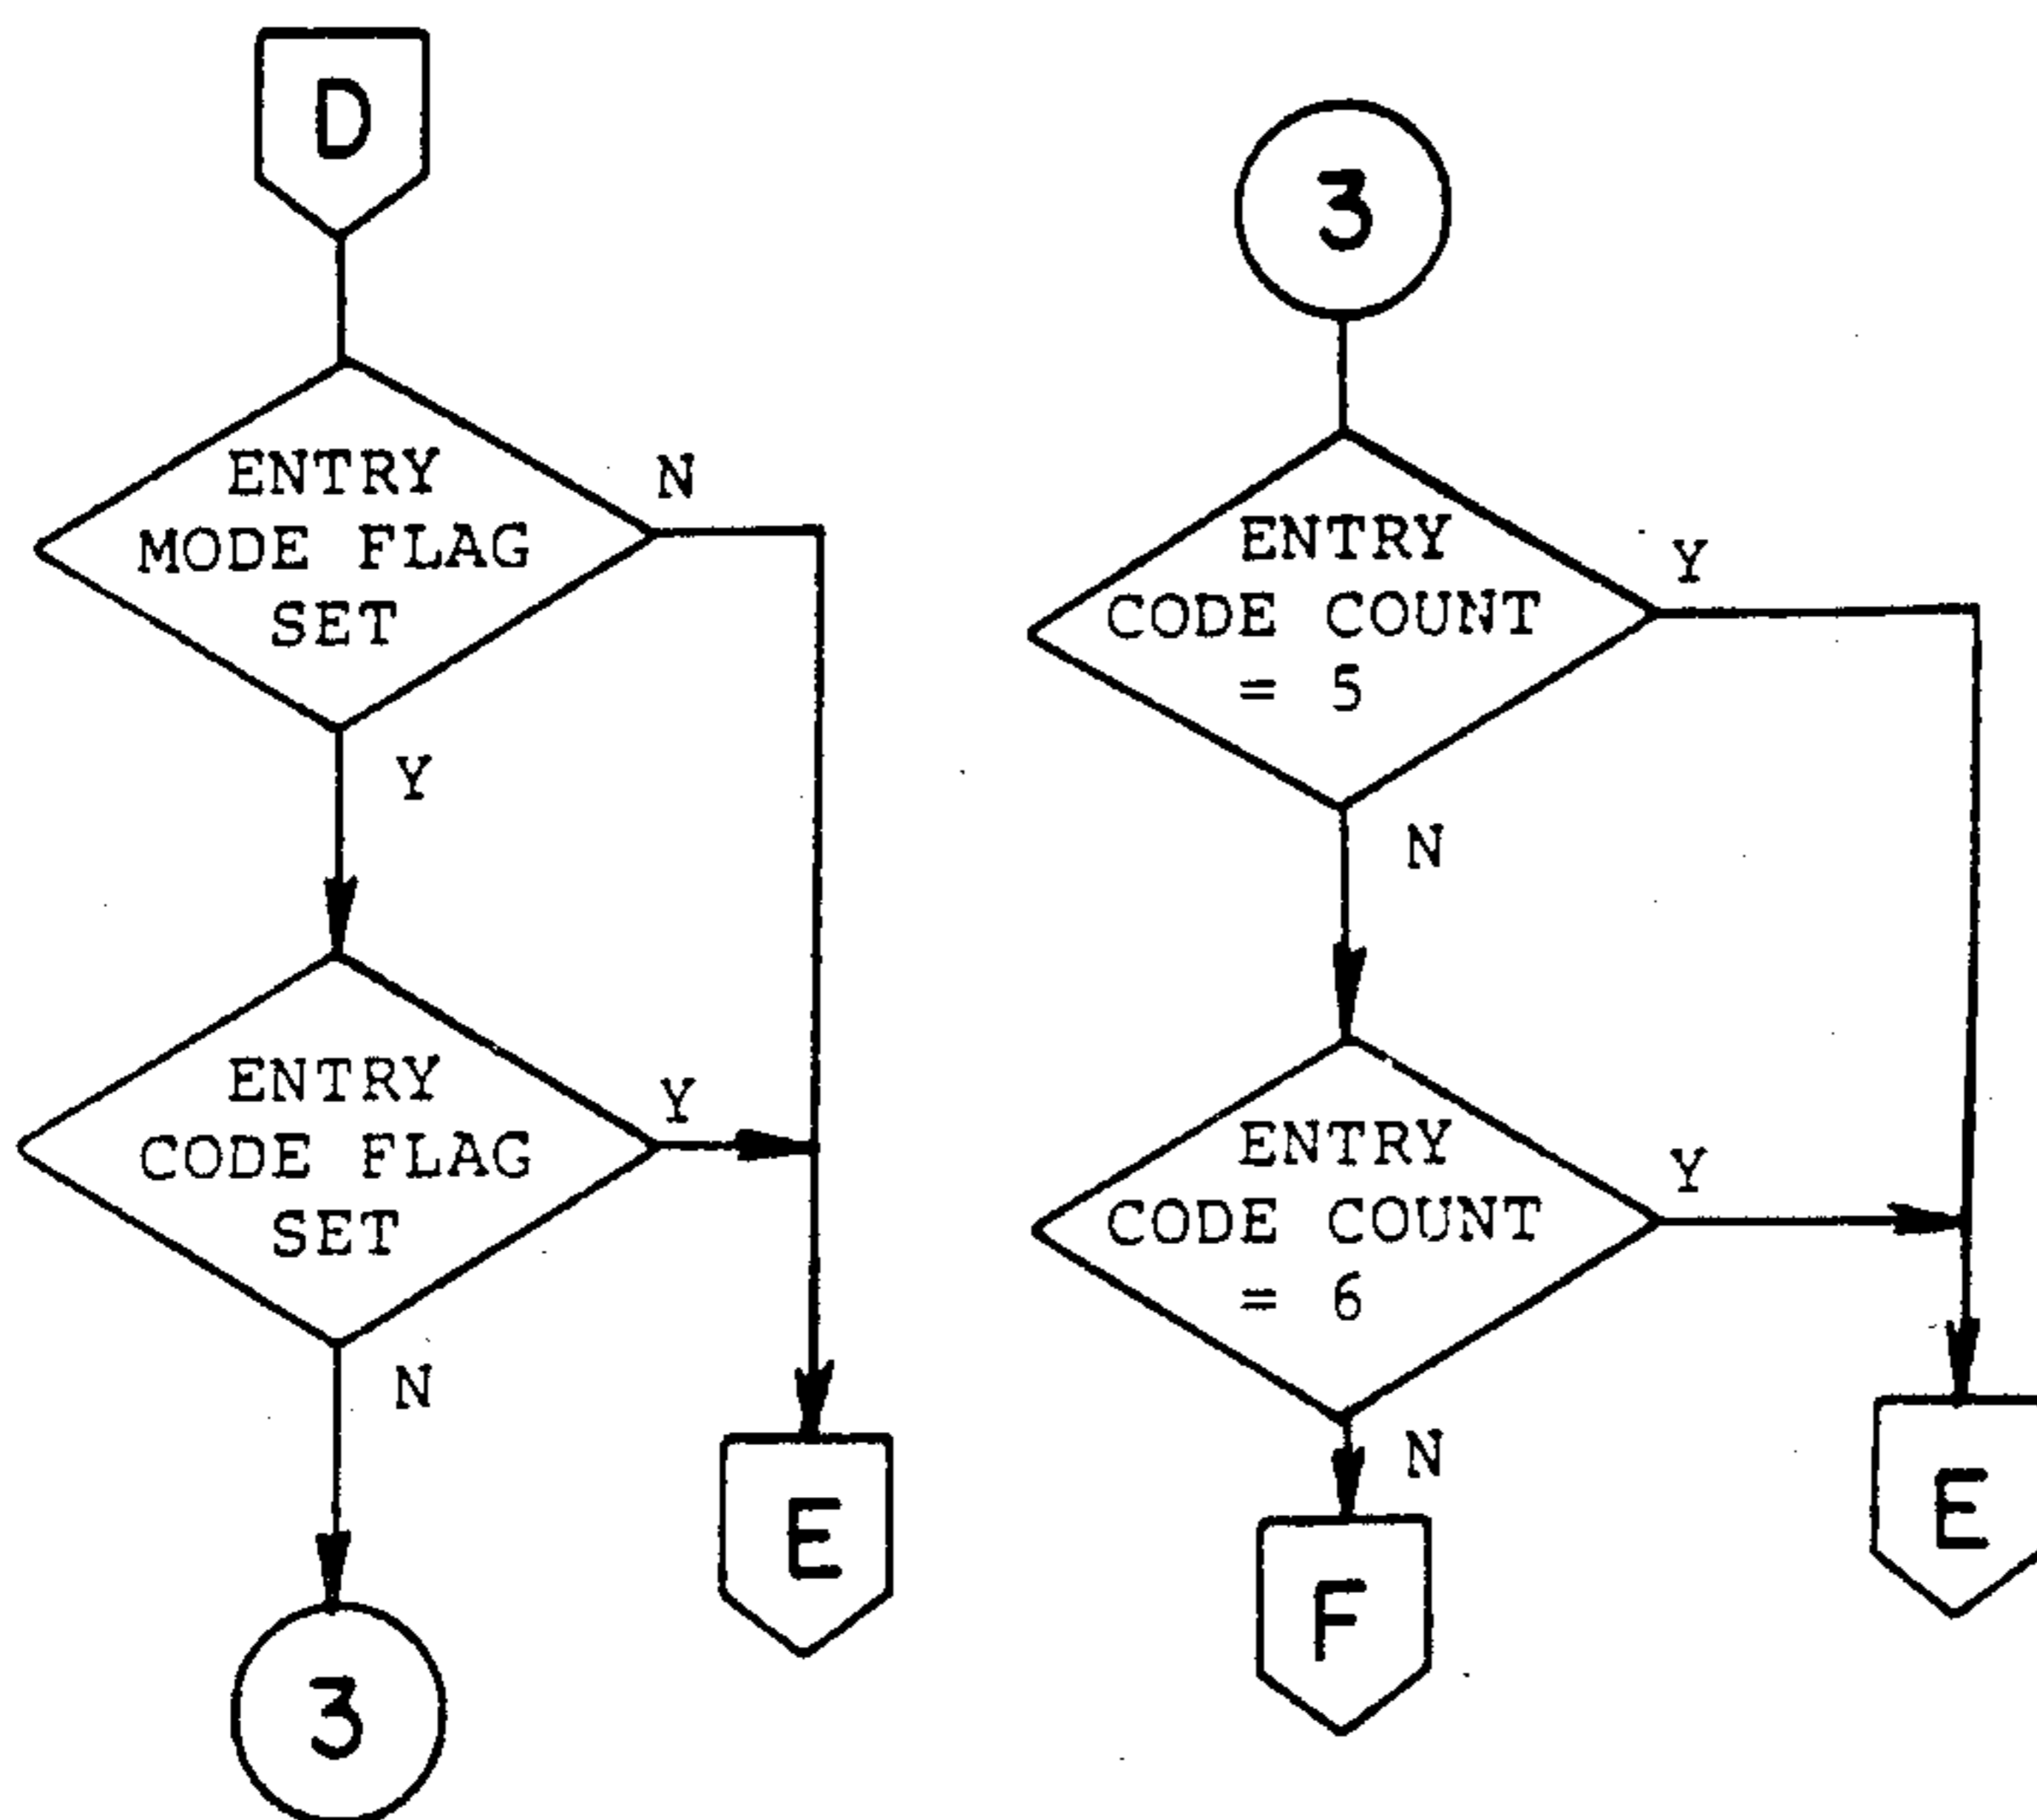 D
ENTRY
MODE FLAG
SET
N
Y
ENTRY
CODE FLAG
SET
Y
N
E
3
3
ENTRY
CODE COUNT
= 5
Y
N
ENTRY
CODE COUNT
= 6
Y
N
E
F